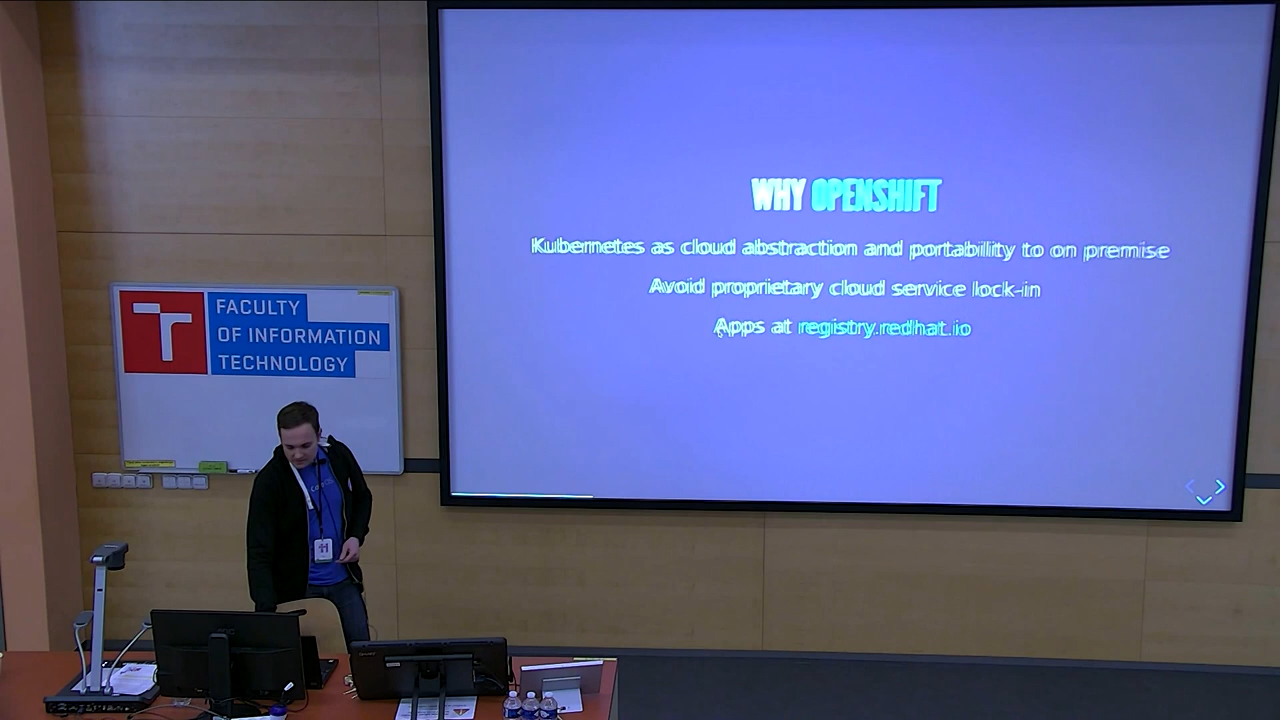 WHY OPENSHIFT
Kubernetes as cloud abstraction and portability to on premise
Avoid proprietary cloud service lock-in
Apps at registry.redhat.io
FACULTY
OF INFORMATION
TECHNOLOGY